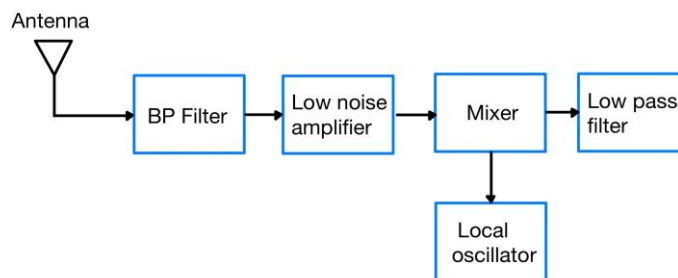 Antenna
BP Filter
Low noise
amplifier
Mixer
Low pass
filter
Local
oscillator